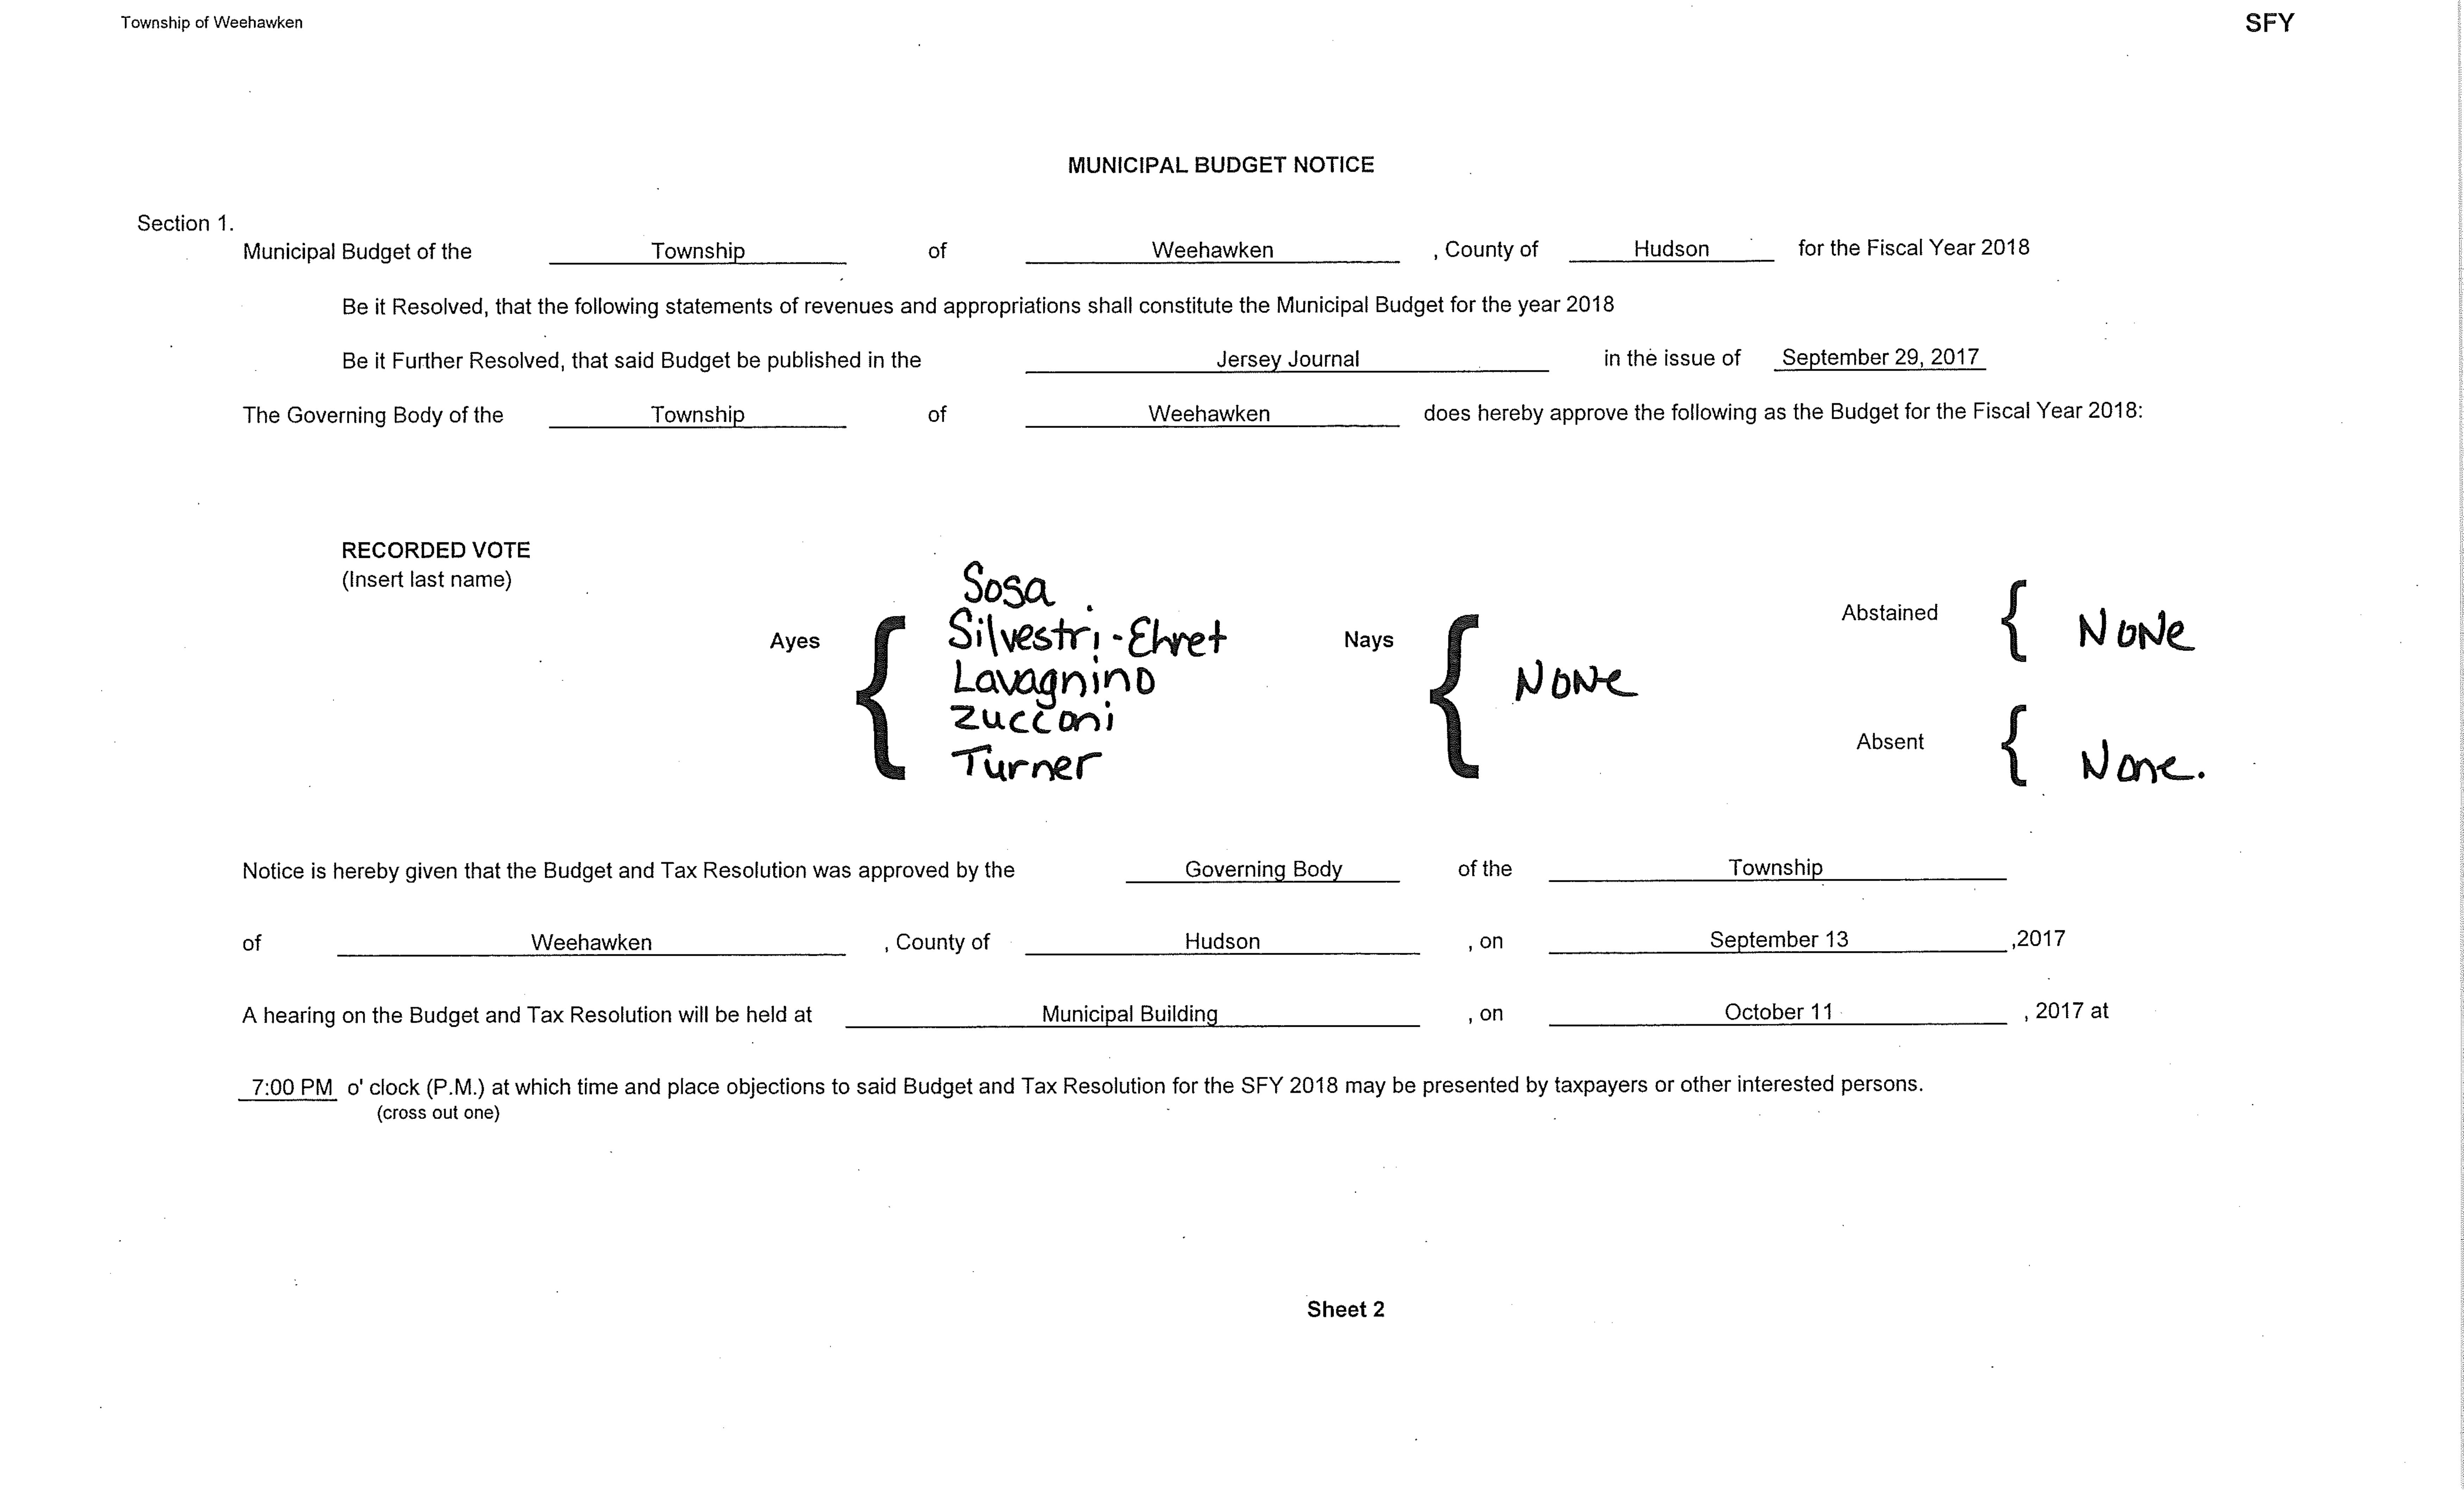 Township of Weehawken SFY
MUNICIPAL BUDGET NOTICE
Section 1.
Municipal Budget of the Township of Weehawken , County of Hudson for the Fiscal Year 2018
Be it Resolved, that the following statements of revenues and appropriations shall constitute the Municipal Budget for the year 2018
Be it Further Resolved, that said Budget be published in the Jersey Journal in the issue of September 29, 2017
The Governing Body of the Township of Weehawken does hereby approve the following as the Budget for the Fiscal Year 2018:
RECORDED VOTE
(Insert last name)
Ayes {
Sosa
Silvestri-Ehret
Lavagnino
Zucconi
Turner
Nays { NONE
Abstained { NONE
Absent { None.
Notice is hereby given that the Budget and Tax Resolution was approved by the Governing Body of the Township
of Weehawken , County of Hudson , on September 13 ,2017
A hearing on the Budget and Tax Resolution will be held at Municipal Building , on October 11 , 2017 at
7:00 PM o' clock (P.M.) at which time and place objections to said Budget and Tax Resolution for the SFY 2018 may be presented by taxpayers or other interested persons.
(cross out one)
Sheet 2